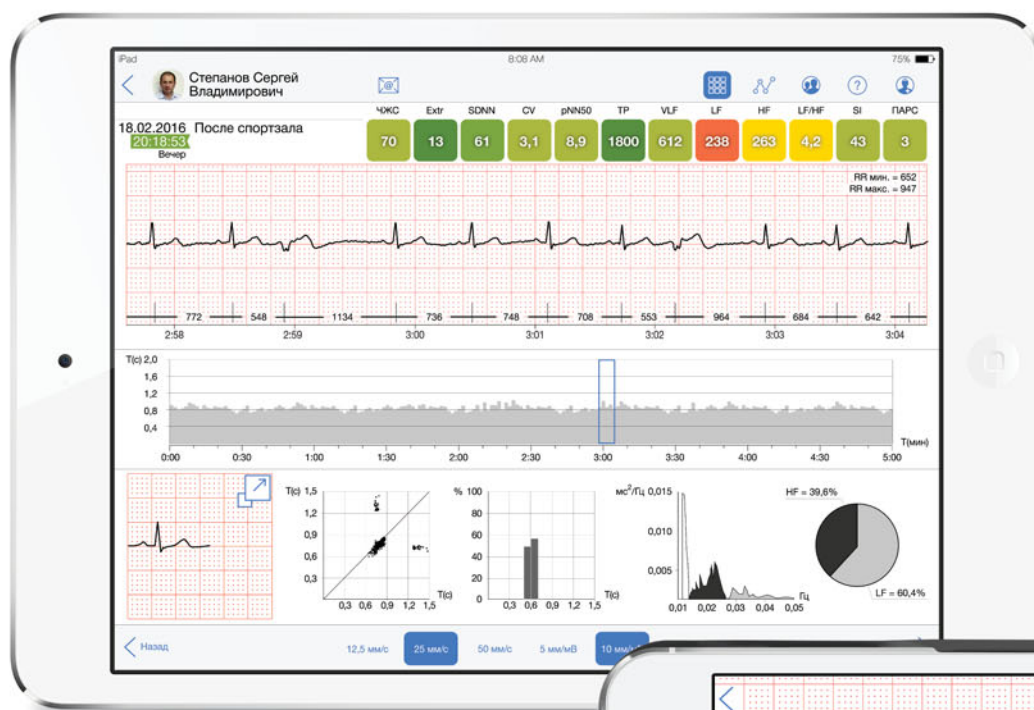 iPad 8:08 AM 75%
Степанов Сергей
Владимирович
ЧЖС Extr SDNN CV pNN50 TP VLF LF HF LF/HF SI ПАРС
18.02.2016 После спортзала
20:18:53
Вечер
70 13 61 3,1 8,9 1800 612 238 263 4,2 43 3
RR мин. = 652
RR макс. = 947
772 548 1134 736 748 708 553 964 684 642
2:58 2:59 3:00 3:01 3:02 3:03 3:04
T(c) 2,0
1,6
1,2
0,8
0,4
T(мин)
0:00 0:30 1:00 1:30 2:00 2:30 3:00 3:30 4:00 4:30 5:00
T(c) 1,5
1,2
0,9
0,6
0,3
T(c)
0,3 0,6 0,9 1,2 1,5
% 100
80
60
40
20
0
T(c)
0,3 0,6 1,2 1,5
мс²/Гц 0,015
0,010
0,005
Гц
0,01 0,02 0,03 0,04 0,05
HF = 39,6%
LF = 60,4%
Назад 12,5 мм/с 25 мм/с 50 мм/с 5 мм/мВ 10